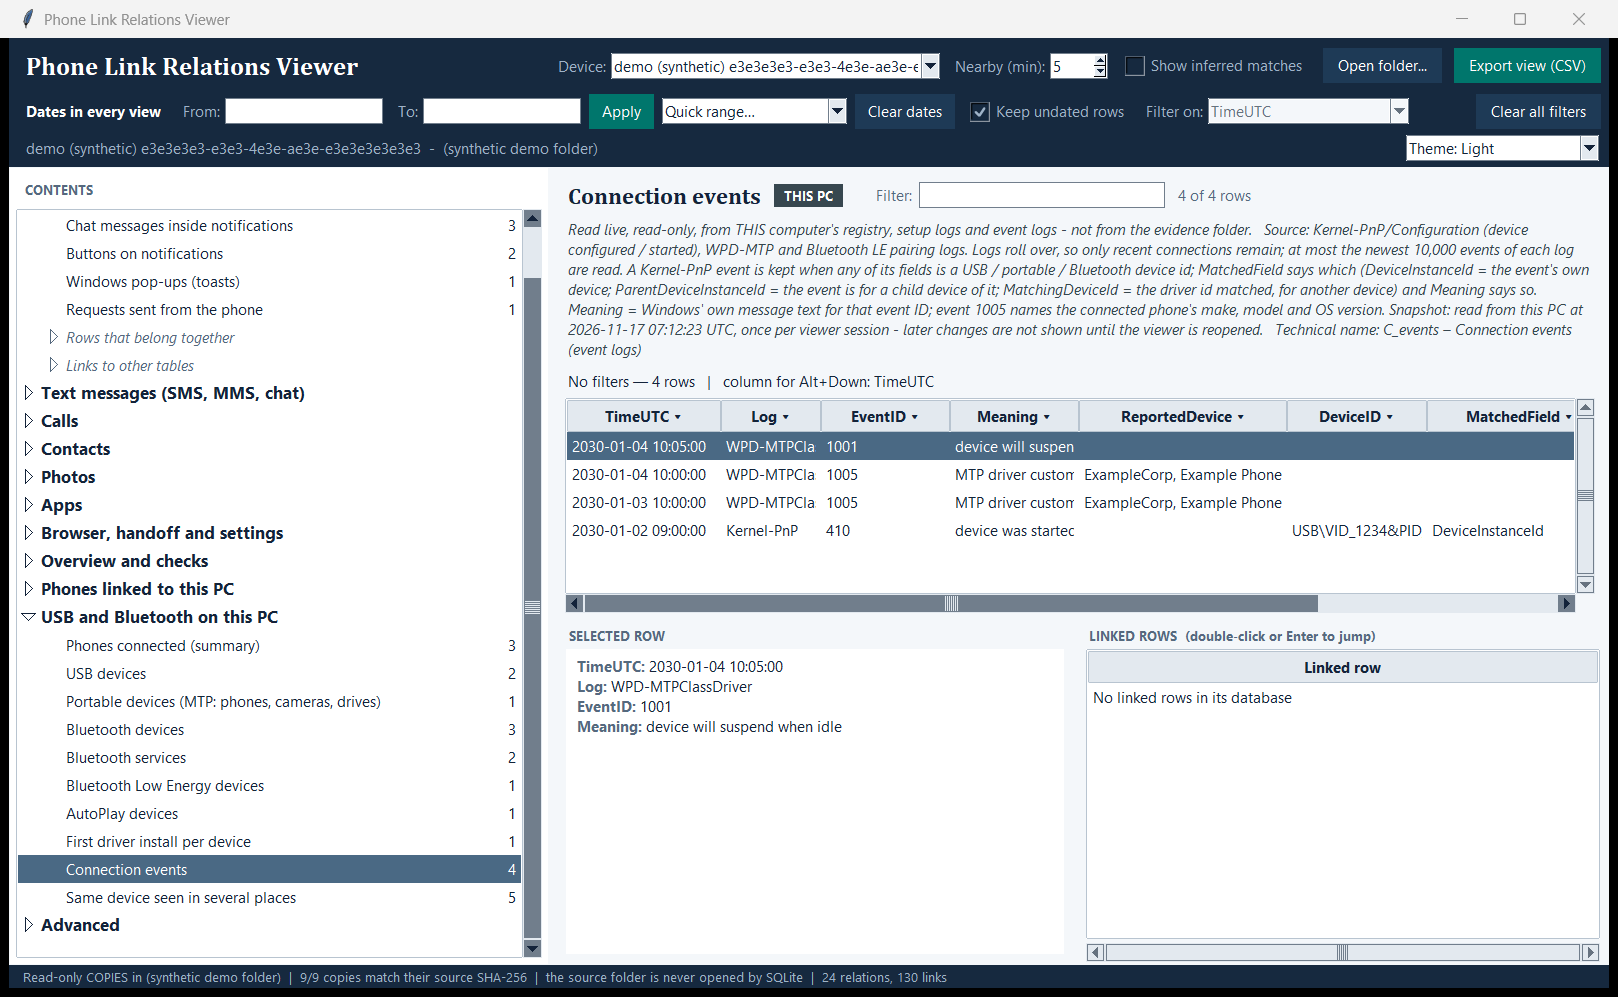 Phone Link Relations Viewer
Phone Link Relations Viewer
Device: demo (synthetic) e3e3e3e3-e3e3-4e3e-ae3e-e Nearby (min): 5 Show inferred matches Open folder... Export view (CSV)
Dates in every view From: To: Apply Quick range... Clear dates Keep undated rows Filter on: TimeUTC Clear all filters
demo (synthetic) e3e3e3e3-e3e3-4e3e-ae3e-e3e3e3e3e3e3 - (synthetic demo folder) Theme: Light
CONTENTS
Chat messages inside notifications 3
Buttons on notifications 2
Windows pop-ups (toasts) 1
Requests sent from the phone 1
Rows that belong together
Links to other tables
Text messages (SMS, MMS, chat)
Calls
Contacts
Photos
Apps
Browser, handoff and settings
Overview and checks
Phones linked to this PC
USB and Bluetooth on this PC
Phones connected (summary) 3
USB devices 2
Portable devices (MTP: phones, cameras, drives) 1
Bluetooth devices 3
Bluetooth services 2
Bluetooth Low Energy devices 1
AutoPlay devices 1
First driver install per device 1
Connection events 4
Same device seen in several places 5
Advanced
Connection events THIS PC Filter: 4 of 4 rows
Read live, read-only, from THIS computer's registry, setup logs and event logs - not from the evidence folder. Source: Kernel-PnP/Configuration (device
configured / started), WPD-MTP and Bluetooth LE pairing logs. Logs roll over, so only recent connections remain; at most the newest 10,000 events of each log
are read. A Kernel-PnP event is kept when any of its fields is a USB / portable / Bluetooth device id; MatchedField says which (DeviceInstanceId = the event's own
device; ParentDeviceInstanceId = the event is for a child device of it; MatchingDeviceId = the driver id matched, for another device) and Meaning says so.
Meaning = Windows' own message text for that event ID; event 1005 names the connected phone's make, model and OS version. Snapshot: read from this PC at
2026-11-17 07:12:23 UTC, once per viewer session - later changes are not shown until the viewer is reopened. Technical name: C_events – Connection events
(event logs)
No filters — 4 rows | column for Alt+Down: TimeUTC
TimeUTC Log EventID Meaning ReportedDevice DeviceID MatchedField
2030-01-04 10:05:00 WPD-MTPCla 1001 device will suspen
2030-01-04 10:00:00 WPD-MTPCla 1005 MTP driver custom ExampleCorp, Example Phone
2030-01-03 10:00:00 WPD-MTPCla 1005 MTP driver custom ExampleCorp, Example Phone
2030-01-02 09:00:00 Kernel-PnP 410 device was startec USB\VID_1234&PID DeviceInstanceId
SELECTED ROW
TimeUTC: 2030-01-04 10:05:00
Log: WPD-MTPClassDriver
EventID: 1001
Meaning: device will suspend when idle
LINKED ROWS (double-click or Enter to jump)
Linked row
No linked rows in its database
Read-only COPIES in (synthetic demo folder) | 9/9 copies match their source SHA-256 | the source folder is never opened by SQLite | 24 relations, 130 links